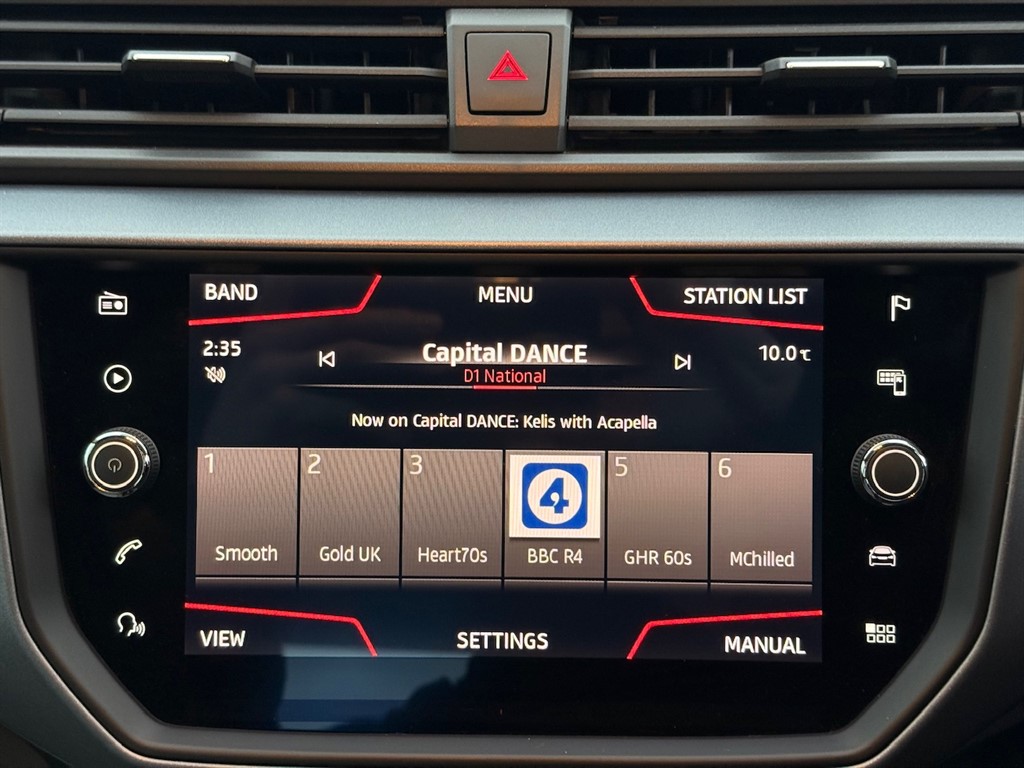 BAND
MENU
STATION LIST
2:35
Capital DANCE
10.0℃
D1 National
Now on Capital DANCE: Kelis with Acapella
1
2
3
4
5
6
Smooth
Gold UK
Heart70s
BBC R4
GHR 60s
MChilled
VIEW
SETTINGS
MANUAL